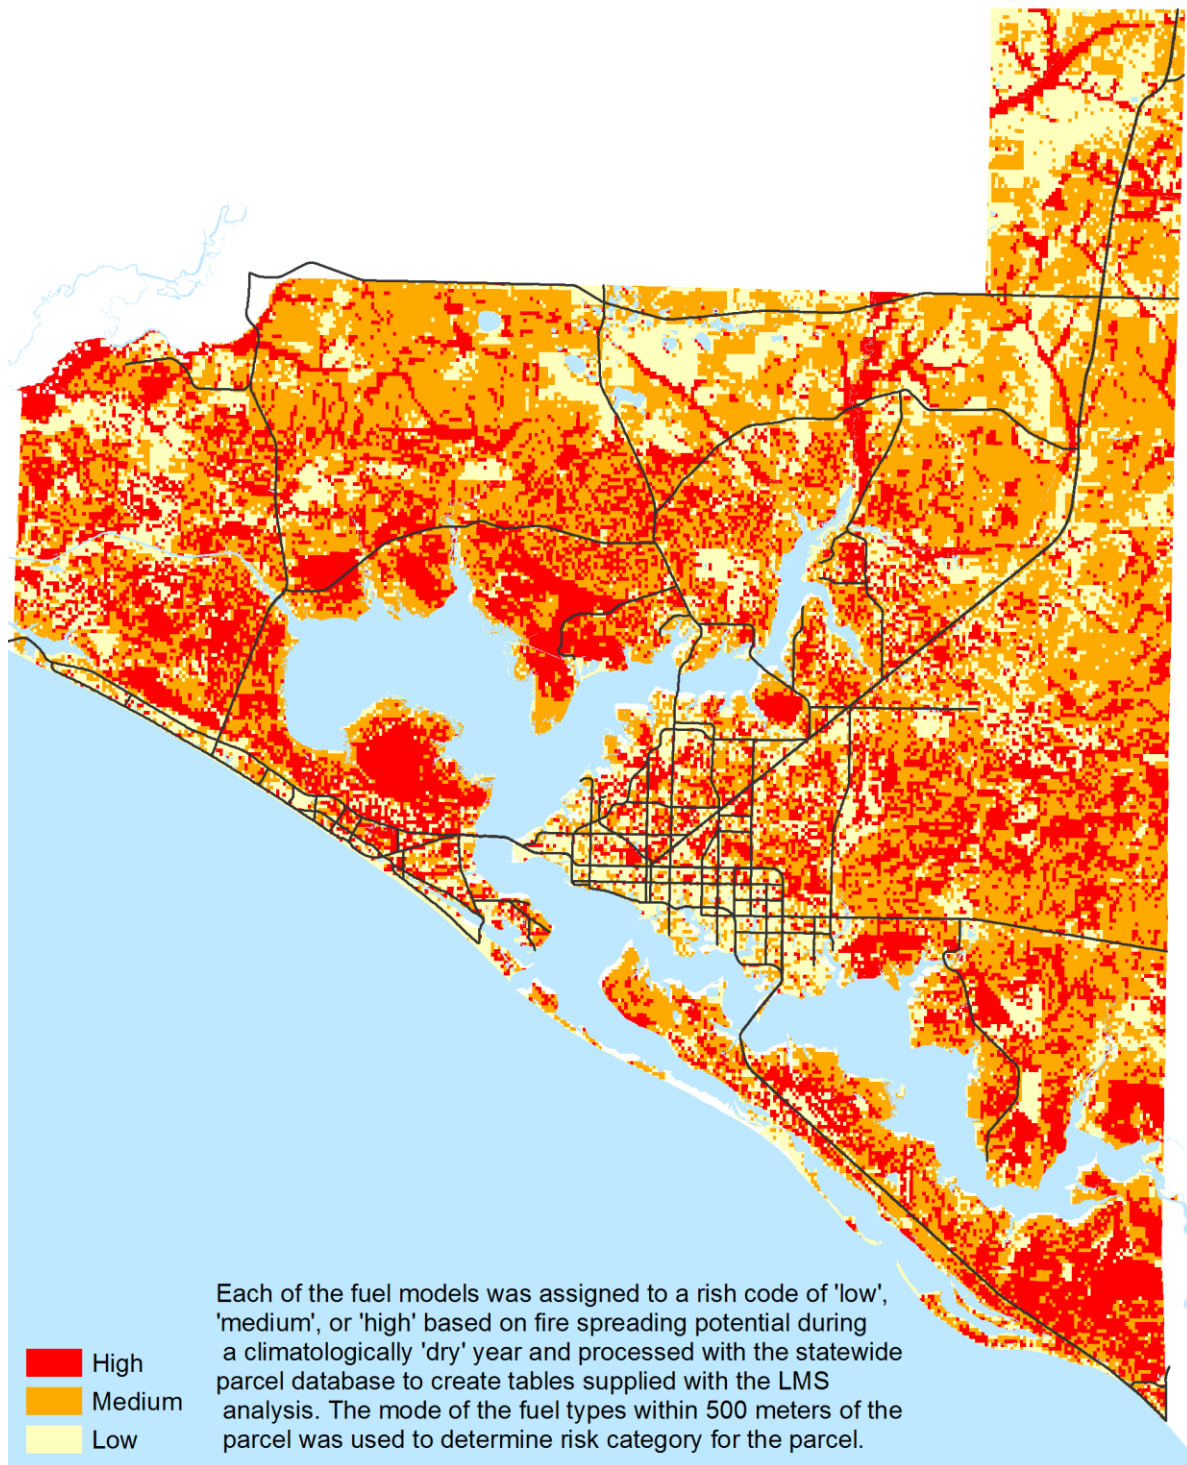 Each of the fuel models was assigned to a rish code of 'low',
'medium', or 'high' based on fire spreading potential during
a climatologically 'dry' year and processed with the statewide
parcel database to create tables supplied with the LMS
analysis. The mode of the fuel types within 500 meters of the
parcel was used to determine risk category for the parcel.
High
Medium
Low